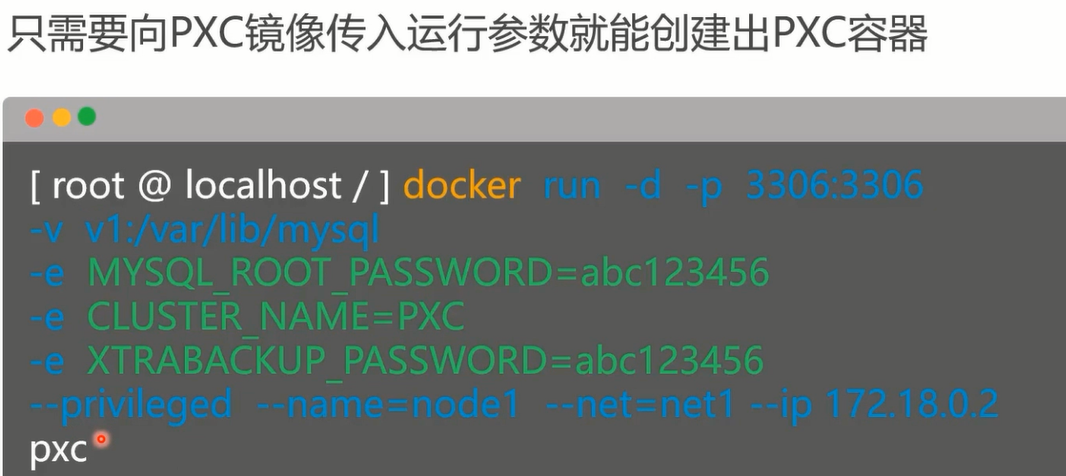 只需要向PXC镜像传入运行参数就能创建出PXC容器
[ root @ localhost / ] docker run -d -p 3306:3306
-v v1:/var/lib/mysql
-e MYSQL_ROOT_PASSWORD=abc123456
-e CLUSTER_NAME=PXC
-e XTRABACKUP_PASSWORD=abc123456
--privileged --name=node1 --net=net1 --ip 172.18.0.2
pxc